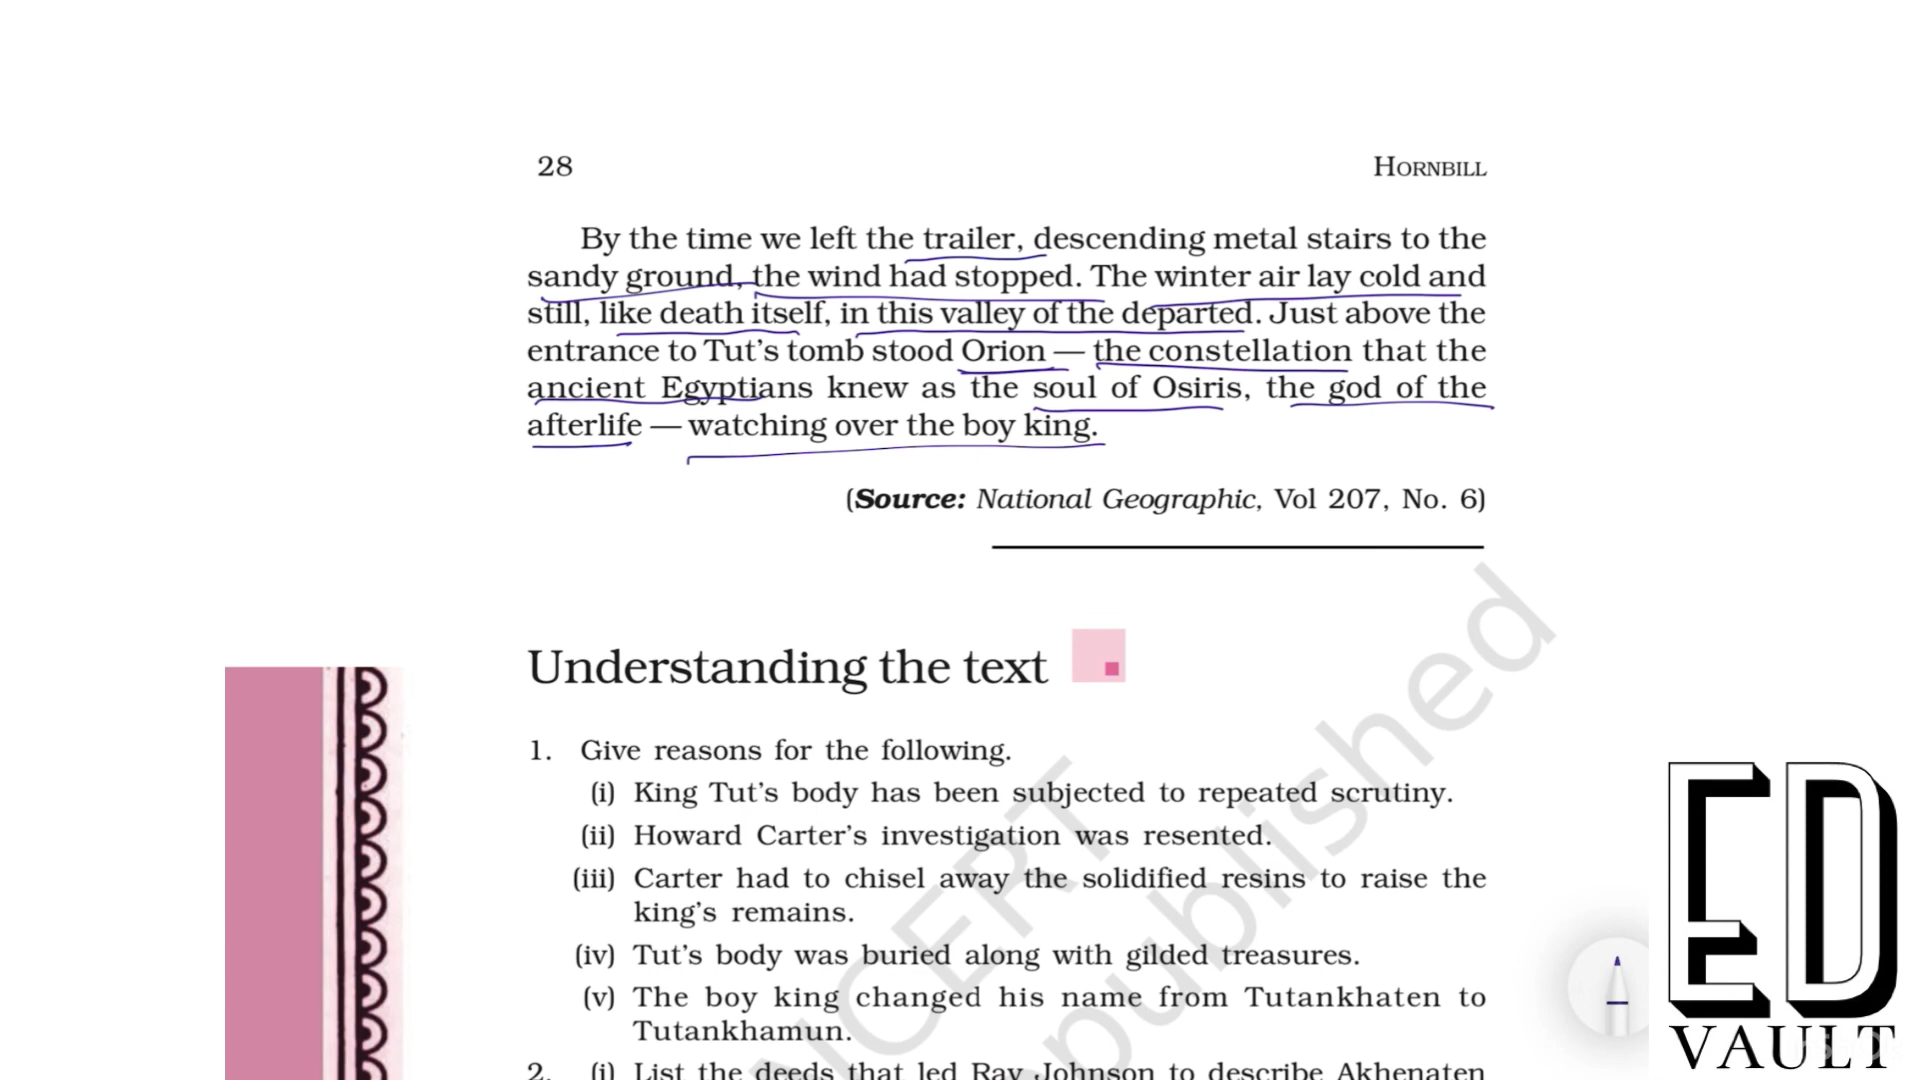 28 HORNBILL
By the time we left the trailer, descending metal stairs to the
sandy ground, the wind had stopped. The winter air lay cold and
still, like death itself, in this valley of the departed. Just above the
entrance to Tut's tomb stood Orion — the constellation that the
ancient Egyptians knew as the soul of Osiris, the god of the
afterlife — watching over the boy king.
(Source: National Geographic, Vol 207, No. 6)
Understanding the text
1. Give reasons for the following.
(i) King Tut's body has been subjected to repeated scrutiny.
(ii) Howard Carter's investigation was resented.
(iii) Carter had to chisel away the solidified resins to raise the
king's remains.
(iv) Tut's body was buried along with gilded treasures.
(v) The boy king changed his name from Tutankhaten to
Tutankhamun.
2. (i) List the deeds that led Ray Johnson to describe Akhenaten
NCERT
published
ED
VAULT